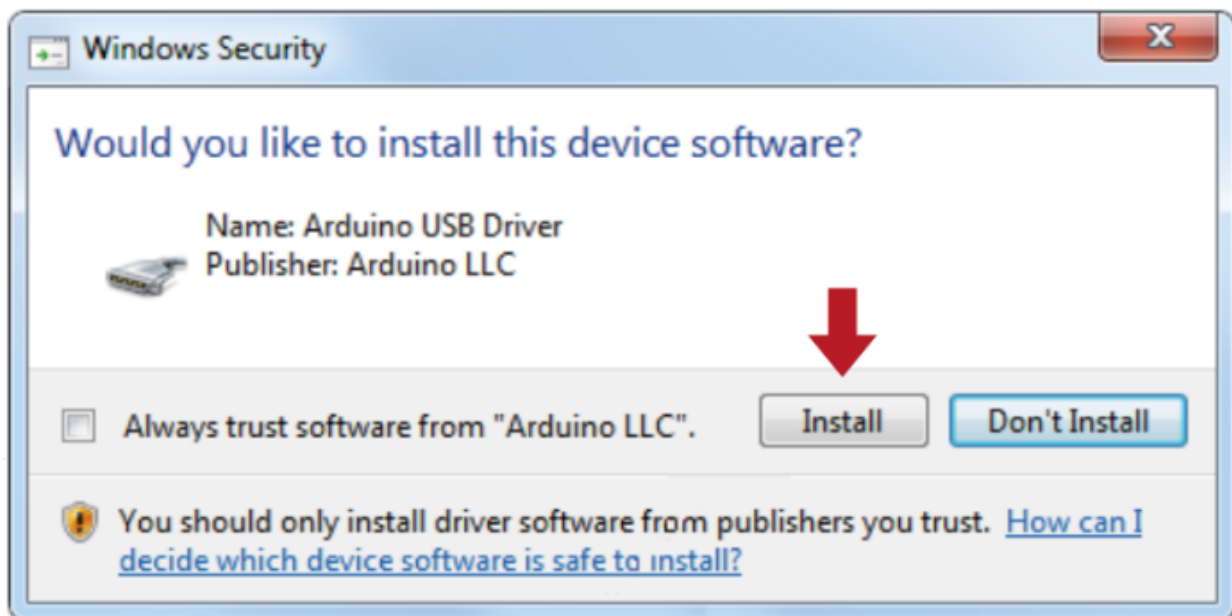 Windows Security
Would you like to install this device software?
Name: Arduino USB Driver
Publisher: Arduino LLC
Always trust software from "Arduino LLC".
Install
Don't Install
You should only install driver software from publishers you trust. How can I
decide which device software is safe to install?